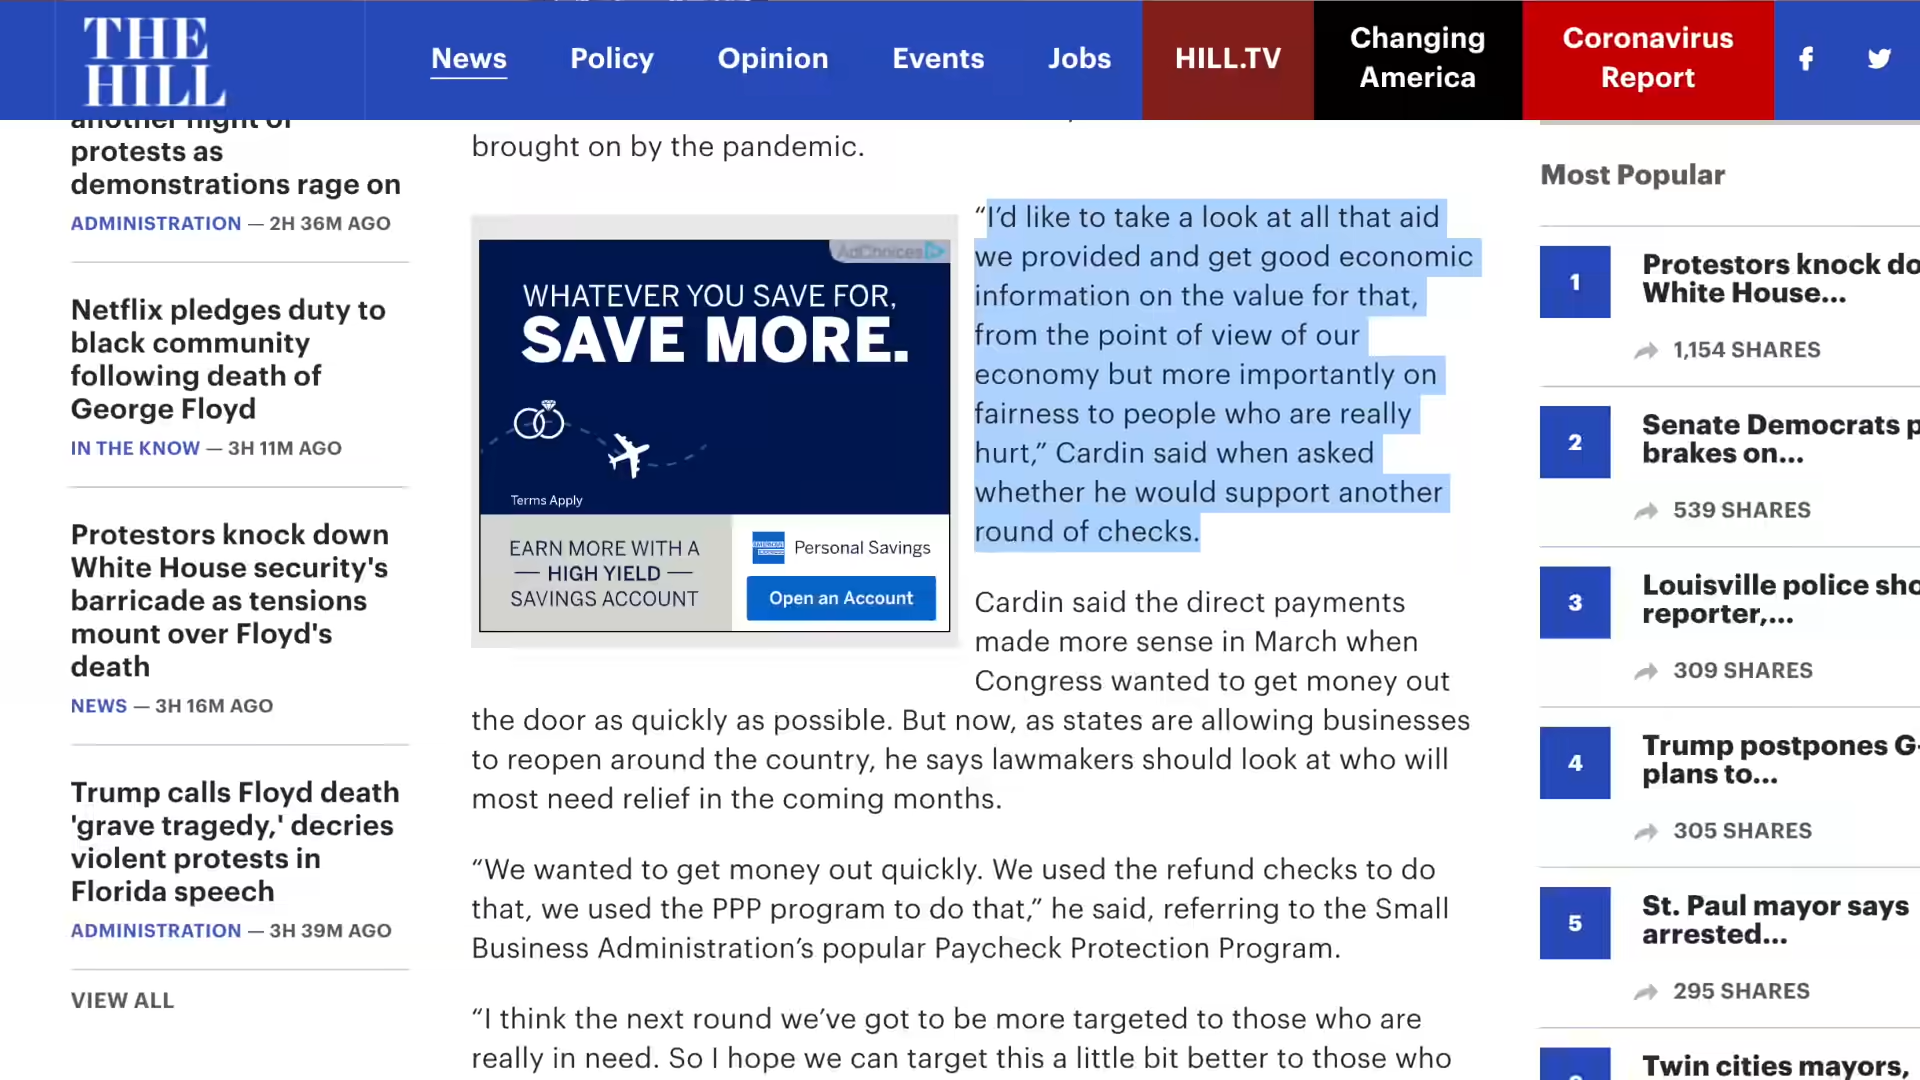 THE
HILL
News
Policy
Opinion
Events
Jobs
HILL.TV
Changing
America
Coronavirus
Report
another night of
protests as
demonstrations rage on
ADMINISTRATION — 2H 36M AGO
Netflix pledges duty to
black community
following death of
George Floyd
IN THE KNOW — 3H 11M AGO
Protestors knock down
White House security's
barricade as tensions
mount over Floyd's
death
NEWS — 3H 16M AGO
Trump calls Floyd death
'grave tragedy,' decries
violent protests in
Florida speech
ADMINISTRATION — 3H 39M AGO
VIEW ALL
brought on by the pandemic.
AdChoices
WHATEVER YOU SAVE FOR,
SAVE MORE.
Terms Apply
EARN MORE WITH A
— HIGH YIELD —
SAVINGS ACCOUNT
AMERICAN EXPRESS
Personal Savings
Open an Account
“I’d like to take a look at all that aid
we provided and get good economic
information on the value for that,
from the point of view of our
economy but more importantly on
fairness to people who are really
hurt,” Cardin said when asked
whether he would support another
round of checks.
Cardin said the direct payments
made more sense in March when
Congress wanted to get money out
the door as quickly as possible. But now, as states are allowing businesses
to reopen around the country, he says lawmakers should look at who will
most need relief in the coming months.
“We wanted to get money out quickly. We used the refund checks to do
that, we used the PPP program to do that,” he said, referring to the Small
Business Administration’s popular Paycheck Protection Program.
“I think the next round we’ve got to be more targeted to those who are
really in need. So I hope we can target this a little bit better to those who
Most Popular
1
Protestors knock do
White House...
1,154 SHARES
2
Senate Democrats p
brakes on...
539 SHARES
3
Louisville police sho
reporter,...
309 SHARES
4
Trump postpones G-
plans to...
305 SHARES
5
St. Paul mayor says
arrested...
295 SHARES
Twin cities mayors,